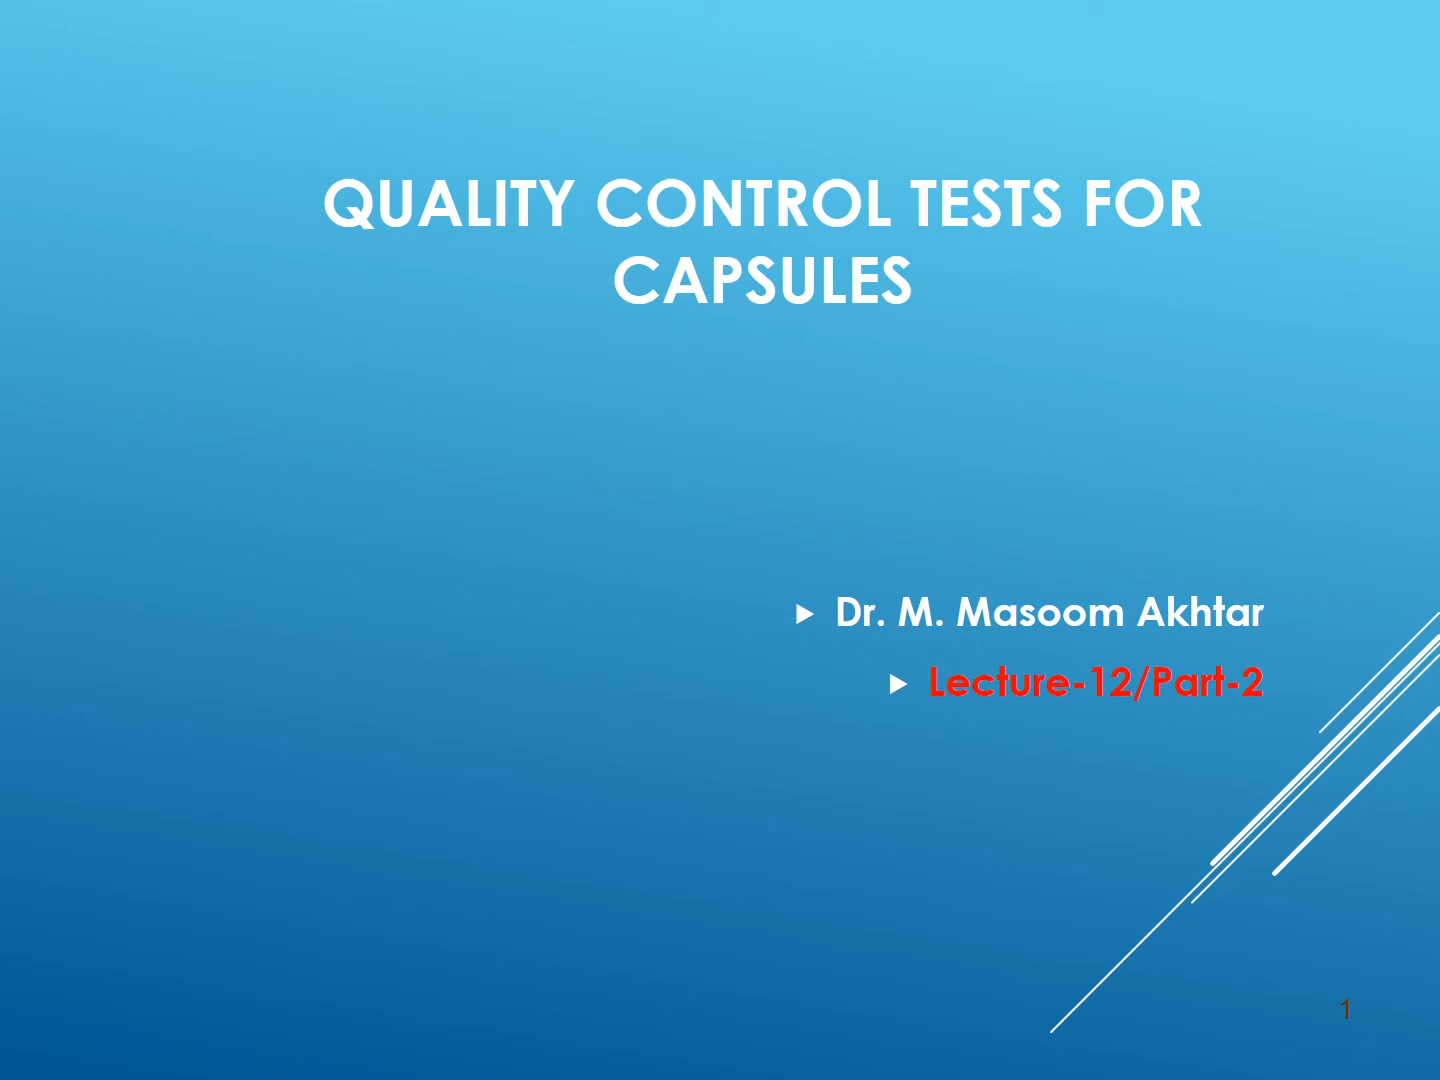 QUALITY CONTROL TESTS FOR
CAPSULES
Dr. M. Masoom Akhtar
Lecture-12/Part-2
1